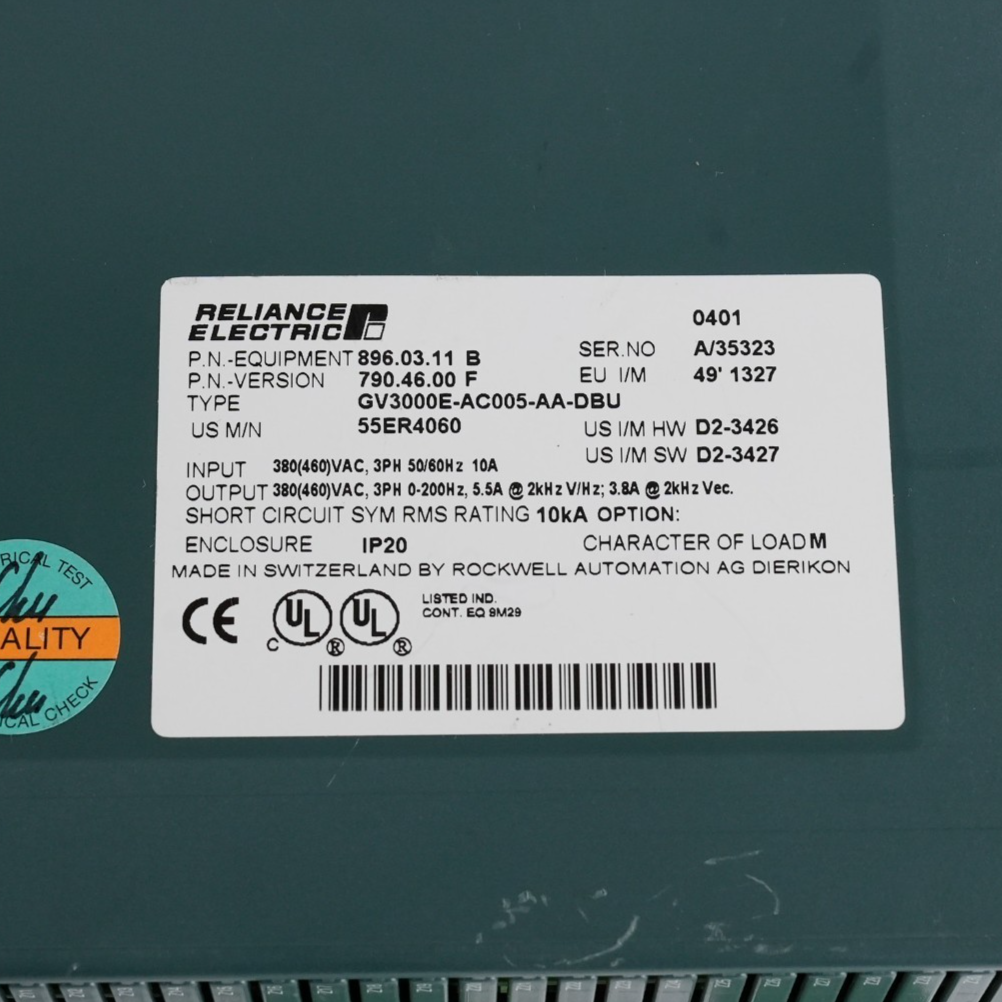 RELIANCE
ELECTRIC
0401
P.N.-EQUIPMENT 896.03.11 B SER.NO A/35323
P.N.-VERSION 790.46.00 F EU I/M 49' 1327
TYPE GV3000E-AC005-AA-DBU
US M/N 55ER4060 US I/M HW D2-3426
US I/M SW D2-3427
INPUT 380(460)VAC, 3PH 50/60Hz 10A
OUTPUT 380(460)VAC, 3PH 0-200Hz, 5.5A @ 2kHz V/Hz; 3.8A @ 2kHz Vec.
SHORT CIRCUIT SYM RMS RATING 10kA OPTION:
ENCLOSURE IP20 CHARACTER OF LOAD M
MADE IN SWITZERLAND BY ROCKWELL AUTOMATION AG DIERIKON
CE C UL ® UL ® LISTED IND.
CONT. EQ 9M29
RICAL TEST
ALITY
ICAL CHECK